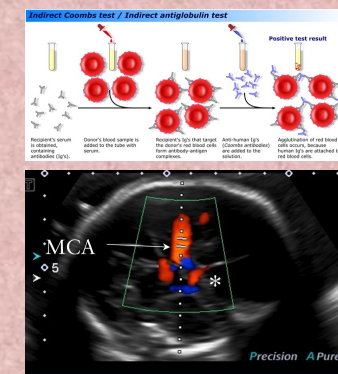 Indirect Coombs test / Indirect antiglobulin test
Positive test result
Recipient's serum
is obtained,
containing
antibodies (Ig's).
Donor's blood sample is
added to the tube with
serum.
Recipient's Ig's that target
the donor's red blood cells
form antibody-antigen
complexes.
Anti-human Ig's
(Coombs antibodies)
are added to the
solution.
Agglutination of red blood
cells occurs, because
human Ig's are attached to
red blood cells.
MCA
5
*
Precision A Pure